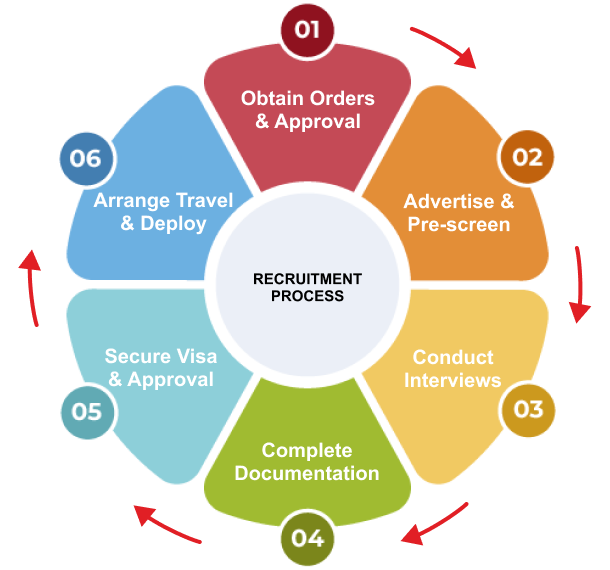 01
Obtain Orders
& Approval
02
Advertise &
Pre-screen
03
Conduct
Interviews
04
Complete
Documentation
05
Secure Visa
& Approval
06
Arrange Travel
& Deploy
RECRUITMENT
PROCESS